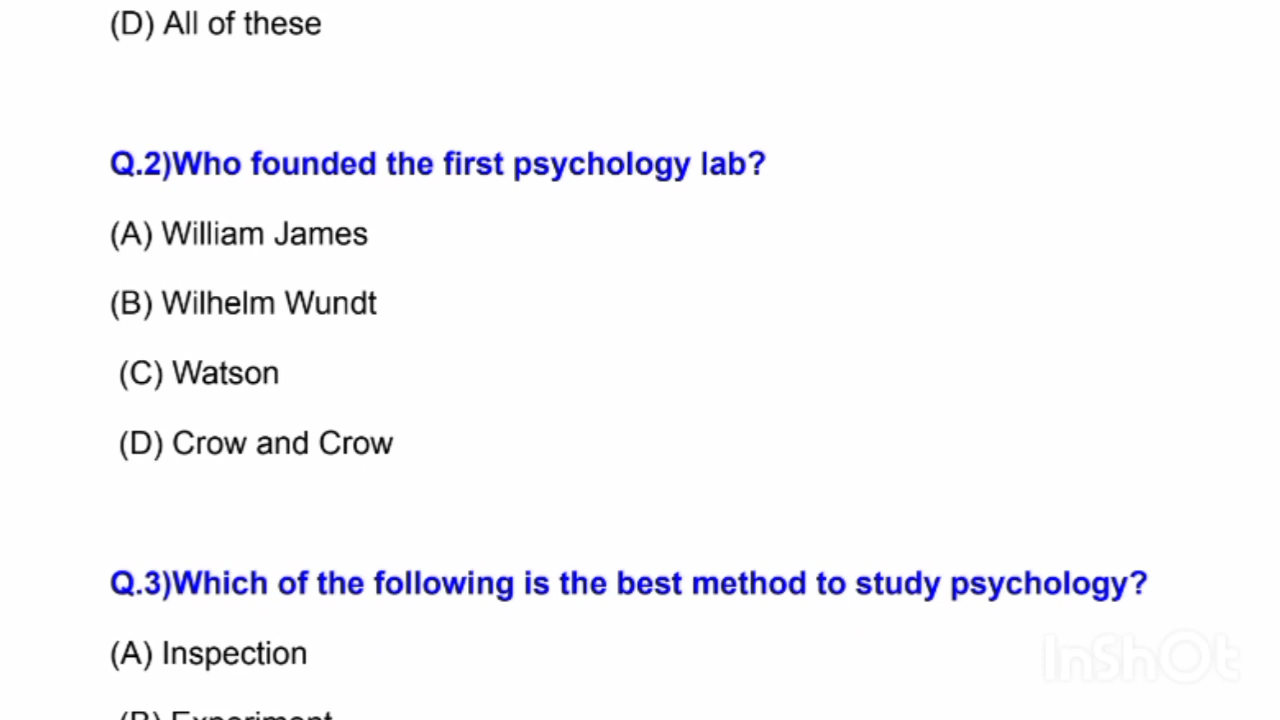 (D) All of these
Q.2)Who founded the first psychology lab?
(A) William James
(B) Wilhelm Wundt
(C) Watson
(D) Crow and Crow
Q.3)Which of the following is the best method to study psychology?
(A) Inspection
InShOt
(B) Experiment